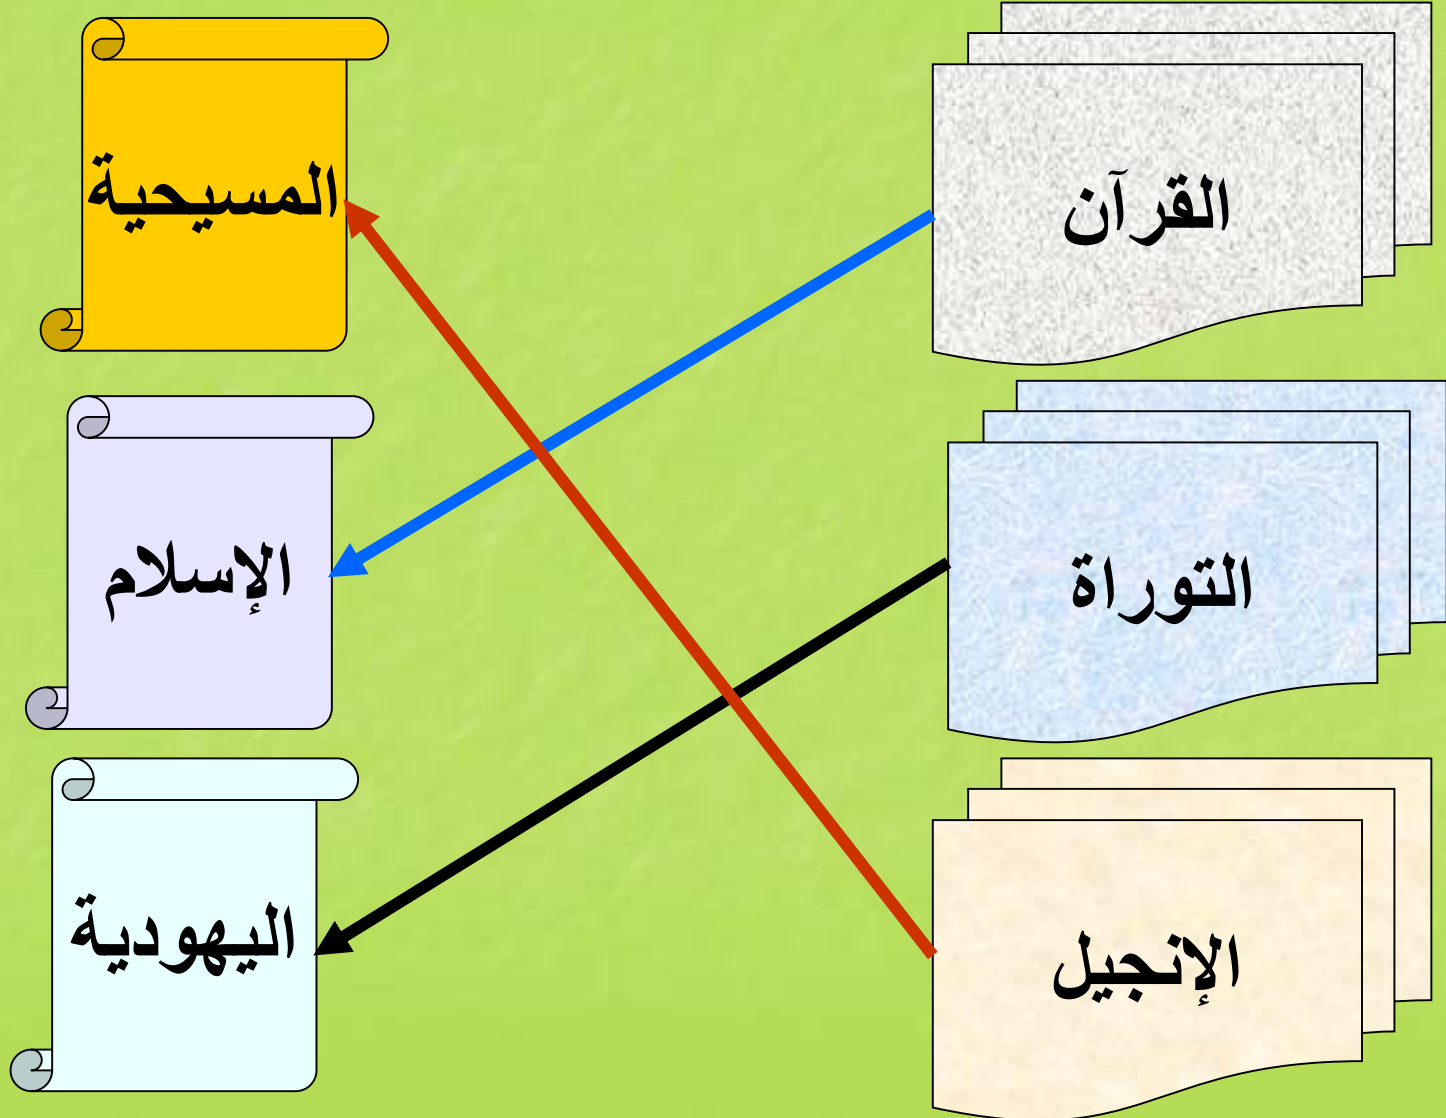 القرآن
المسيحية
التوراة
الإسلام
الإنجيل
اليهودية